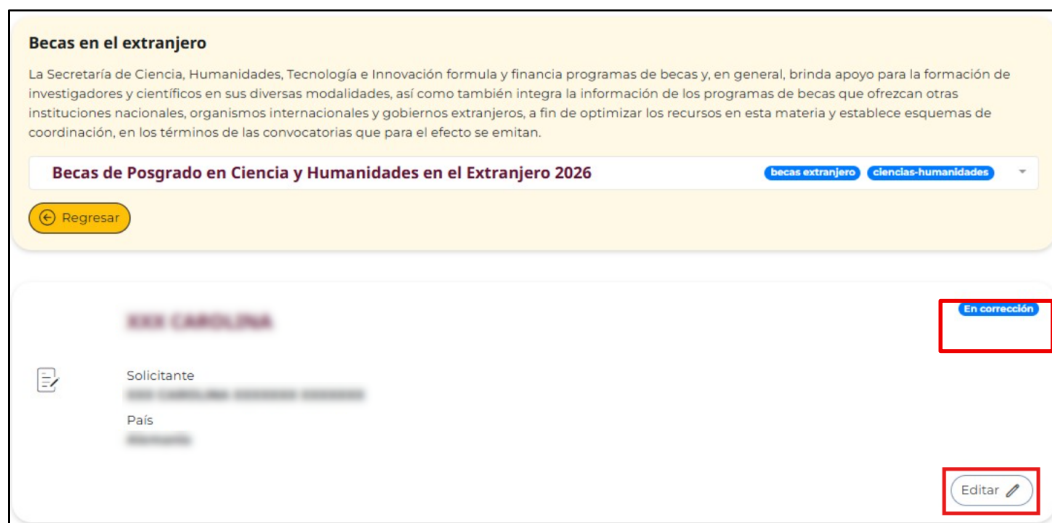 Becas en el extranjero
La Secretaría de Ciencia, Humanidades, Tecnología e Innovación formula y financia programas de becas y, en general, brinda apoyo para la formación de
investigadores y científicos en sus diversas modalidades, así como también integra la información de los programas de becas que ofrezcan otras
instituciones nacionales, organismos internacionales y gobiernos extranjeros, a fin de optimizar los recursos en esta materia y establece esquemas de
coordinación, en los términos de las convocatorias que para el efecto se emitan.
Becas de Posgrado en Ciencia y Humanidades en el Extranjero 2026 becas extranjero ciencias-humanidades
Regresar
En corrección
Solicitante
País
Editar